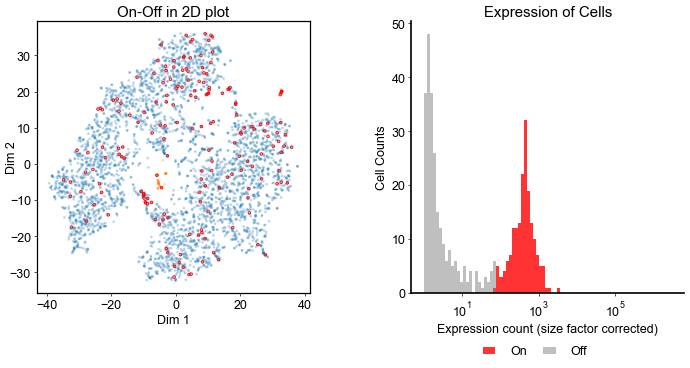 On-Off in 2D plot
40
30
20
10
0
−10
−20
−30
−40
−20
0
20
40
Dim 2
Dim 1
Expression of Cells
50
40
30
20
10
0
10^1
10^3
10^5
Cell Counts
Expression count (size factor corrected)
On
Off